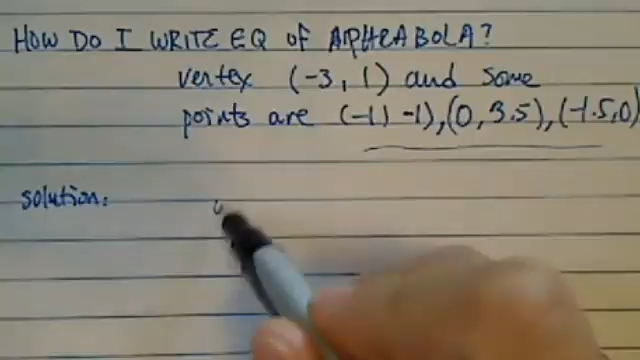 HOW DO I WRITE EQ OF A PHRABOLA?
vertex (-3, 1) and some
points are (-1, -1), (0, 3.5), (-1.5, 0)
solution: